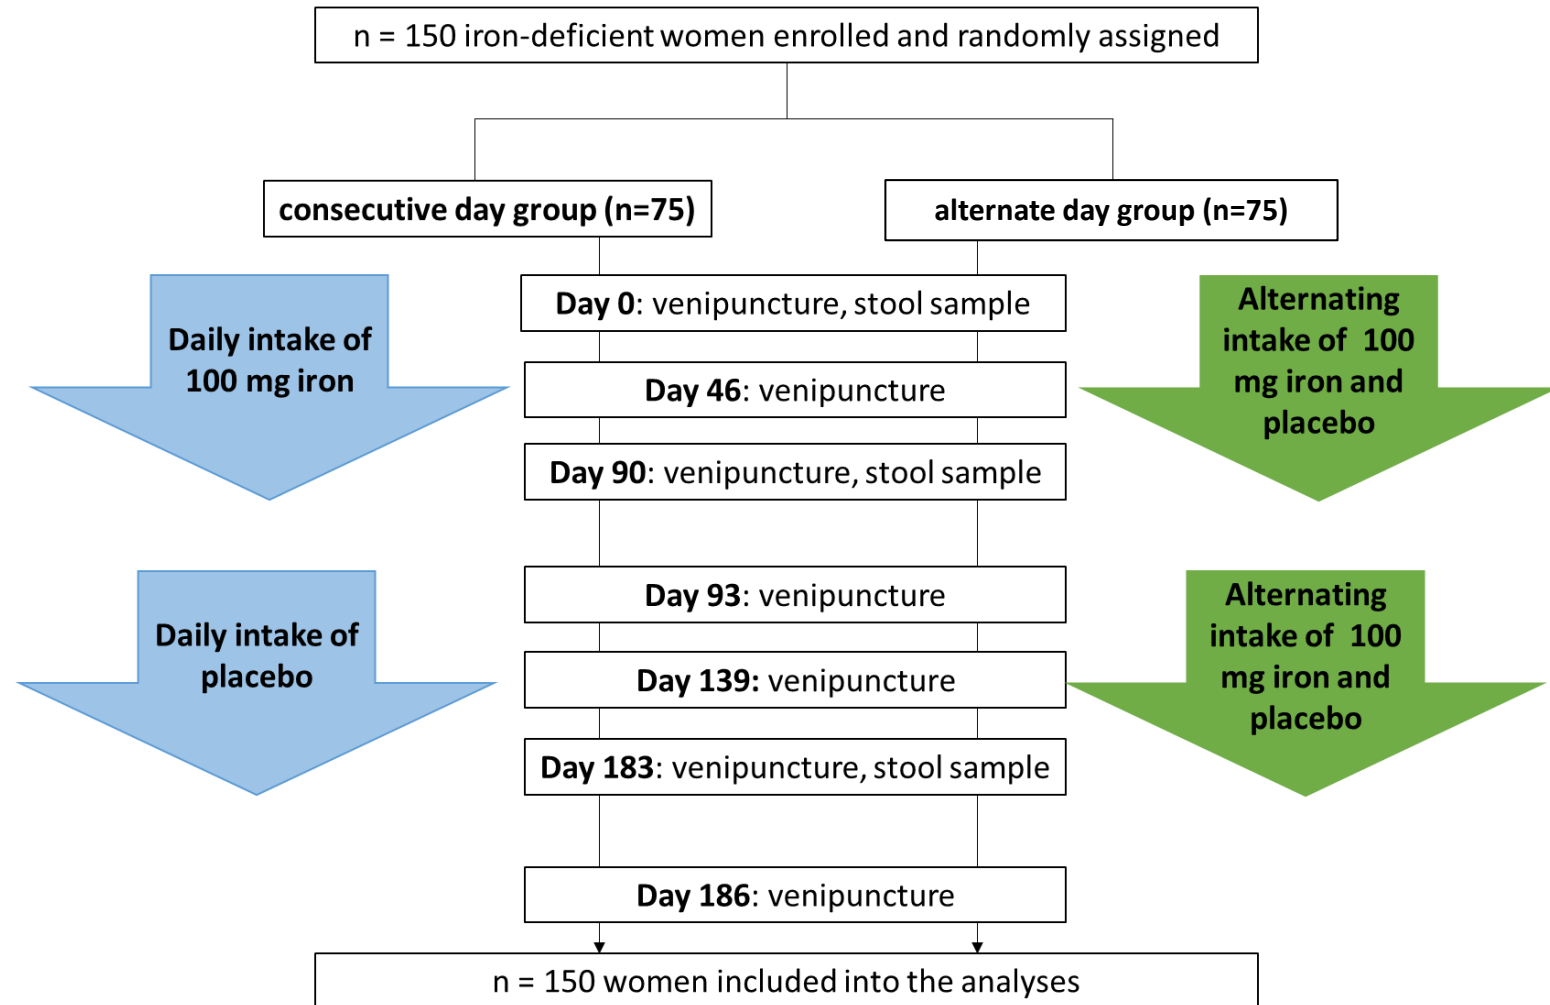 n = 150 iron-deficient women enrolled and randomly assigned
consecutive day group (n=75)
alternate day group (n=75)
Daily intake of
100 mg iron
Day 0: venipuncture, stool sample
Day 46: venipuncture
Day 90: venipuncture, stool sample
Alternating
intake of 100
mg iron and
placebo
Daily intake of
placebo
Day 93: venipuncture
Day 139: venipuncture
Day 183: venipuncture, stool sample
Alternating
intake of 100
mg iron and
placebo
Day 186: venipuncture
n = 150 women included into the analyses